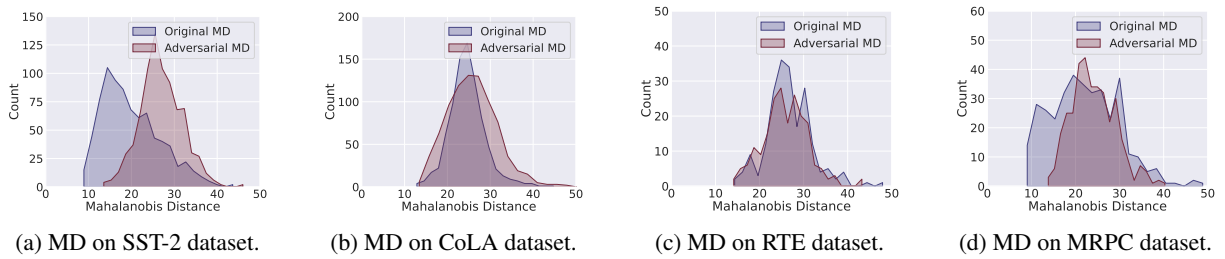 150
125
100
75
50
25
0
Count
Original MD
Adversarial MD
0 10 20 30 40 50
Mahalanobis Distance
(a) MD on SST-2 dataset.
200
150
100
50
0
Count
Original MD
Adversarial MD
0 10 20 30 40 50
Mahalanobis Distance
(b) MD on CoLA dataset.
50
40
30
20
10
0
Count
Original MD
Adversarial MD
0 10 20 30 40 50
Mahalanobis Distance
(c) MD on RTE dataset.
60
50
40
30
20
10
0
Count
Original MD
Adversarial MD
0 10 20 30 40 50
Mahalanobis Distance
(d) MD on MRPC dataset.